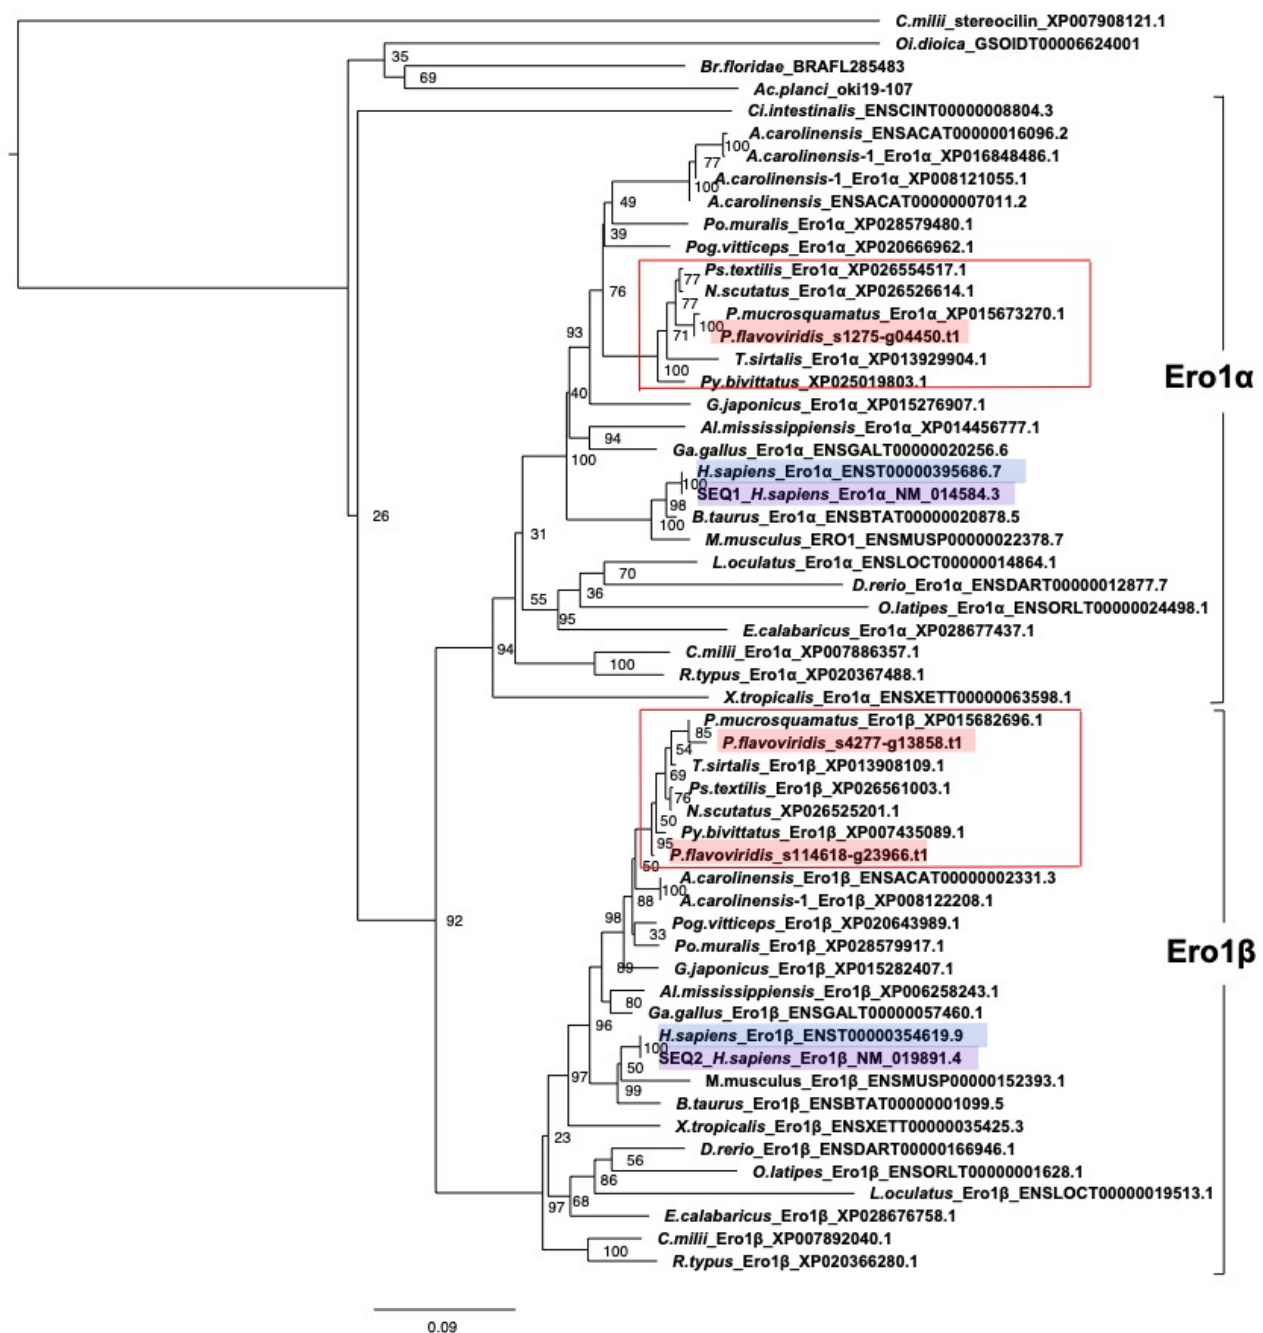 C.milii_stereocilin_XP007908121.1
Oi.dioica_GSOIDT00006624001
35
Br.floridae_BRAFL285483
69
Ac.planci_oki19-107
Ci.intestinalis_ENSCINT00000008804.3
A.carolinensis_ENSACAT00000016096.2
100
A.carolinensis-1_Ero1α_XP016848486.1
77
A.carolinensis-1_Ero1α_XP008121055.1
100
A.carolinensis_ENSACAT00000007011.2
49
Po.muralis_Ero1α_XP028579480.1
39
Pog.vitticeps_Ero1α_XP020666962.1
Ps.textilis_Ero1α_XP026554517.1
77
N.scutatus_Ero1α_XP026526614.1
76
77
P.mucrosquamatus_Ero1α_XP015673270.1
100
P.flavoviridis_s1275-g04450.t1
93
71
T.sirtalis_Ero1α_XP013929904.1
100
Py.bivittatus_XP025019803.1
Ero1α
40
G.japonicus_Ero1α_XP015276907.1
Al.mississippiensis_Ero1α_XP014456777.1
94
Ga.gallus_Ero1α_ENSGALT00000020256.6
100
H.sapiens_Ero1α_ENST00000395686.7
100
SEQ1_H.sapiens_Ero1α_NM_014584.3
98
B.taurus_Ero1α_ENSBTAT00000020878.5
26
100
31
M.musculus_ERO1_ENSMUSP00000022378.7
L.oculatus_Ero1α_ENSLOCT00000014864.1
70
D.rerio_Ero1α_ENSDART00000012877.7
36
55
O.latipes_Ero1α_ENSORLT00000024498.1
95
E.calabaricus_Ero1α_XP028677437.1
94
C.milii_Ero1α_XP007886357.1
100
R.typus_Ero1α_XP020367488.1
X.tropicalis_Ero1α_ENSXETT00000063598.1
P.mucrosquamatus_Ero1β_XP015682696.1
85
P.flavoviridis_s4277-g13858.t1
54
T.sirtalis_Ero1β_XP013908109.1
69
Ps.textilis_Ero1β_XP026561003.1
76
N.scutatus_XP026525201.1
50
Py.bivittatus_Ero1β_XP007435089.1
95
P.flavoviridis_s114618-g23966.t1
50
A.carolinensis_Ero1β_ENSACAT00000002331.3
100
88
A.carolinensis-1_Ero1β_XP008122208.1
92
98
Pog.vitticeps_Ero1β_XP020643989.1
33
Po.muralis_Ero1β_XP028579917.1
Ero1β
89
G.japonicus_Ero1β_XP015282407.1
Al.mississippiensis_Ero1β_XP006258243.1
80
Ga.gallus_Ero1β_ENSGALT00000057460.1
96
H.sapiens_Ero1β_ENST00000354619.9
100
SEQ2_H.sapiens_Ero1β_NM_019891.4
50
97
M.musculus_Ero1β_ENSMUSP00000152393.1
99
B.taurus_Ero1β_ENSBTAT00000001099.5
X.tropicalis_Ero1β_ENSXETT00000035425.3
23
D.rerio_Ero1β_ENSDART00000166946.1
56
O.latipes_Ero1β_ENSORLT00000001628.1
86
L.oculatus_Ero1β_ENSLOCT00000019513.1
68
97
E.calabaricus_Ero1β_XP028676758.1
C.milii_Ero1β_XP007892040.1
100
R.typus_Ero1β_XP020366280.1
0.09